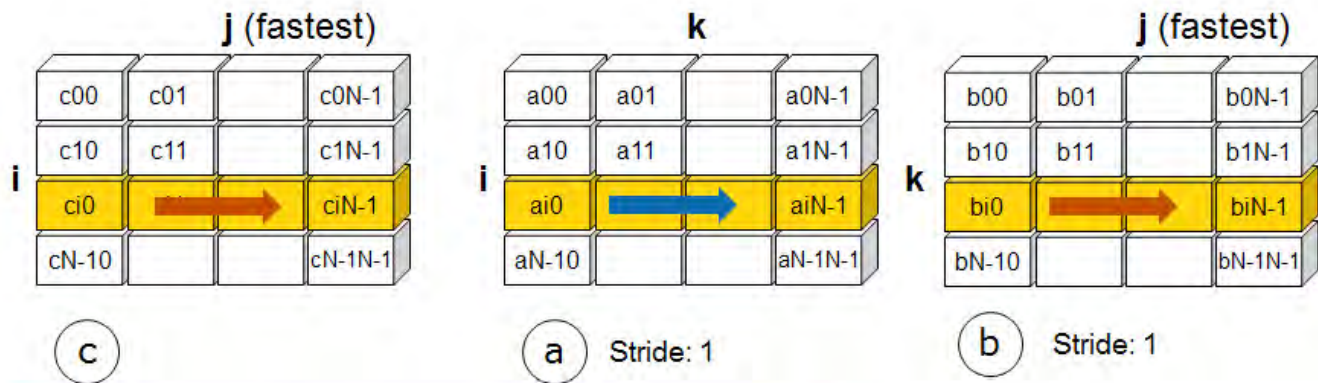 j (fastest)
k
j (fastest)
c00 c01 c0N-1
a00 a01 a0N-1
b00 b01 b0N-1
c10 c11 c1N-1
a10 a11 a1N-1
b10 b11 b1N-1
i
ci0 ciN-1
i
ai0 aiN-1
k
bi0 biN-1
cN-10 cN-1N-1
aN-10 aN-1N-1
bN-10 bN-1N-1
c
a Stride: 1
b Stride: 1